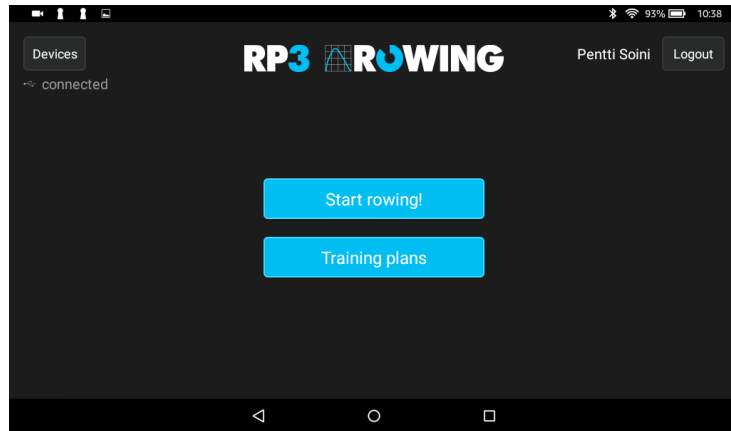 93% 10:38
Devices
RP3 ROWING
Pentti Soini
Logout
connected
Start rowing!
Training plans